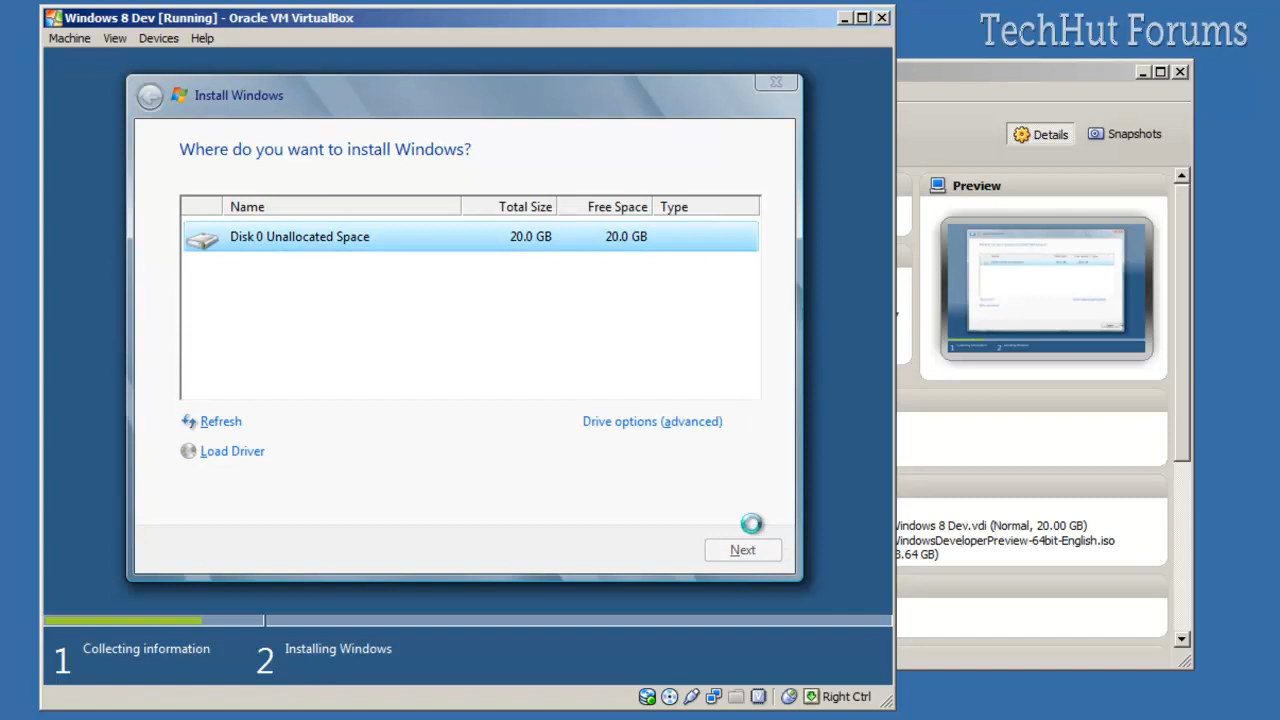 Windows 8 Dev [Running] - Oracle VM VirtualBox
Machine View Devices Help
TechHut Forums
Install Windows
Where do you want to install Windows?
Name Total Size Free Space Type
Disk 0 Unallocated Space 20.0 GB 20.0 GB
Refresh
Drive options (advanced)
Load Driver
Next
1 Collecting information
2 Installing Windows
Right Ctrl
Details
Snapshots
Preview
Windows 8 Dev.vdi (Normal, 20.00 GB)
WindowsDeveloperPreview-64bit-English.iso
3.64 GB)